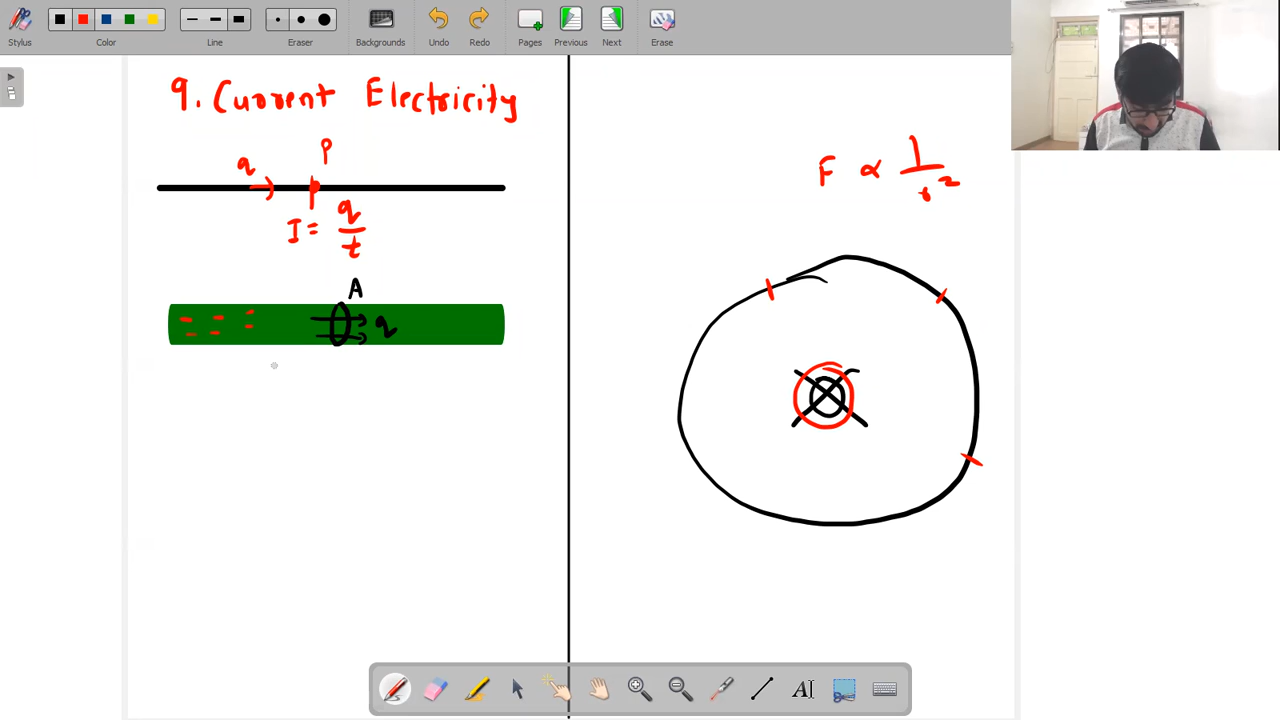 Stylus
Color
Line
Eraser
Backgrounds
Undo
Redo
Pages
Previous
Next
Erase
9. Current Electricity
q
P
I = q/t
A
q
F ∝ 1/r²